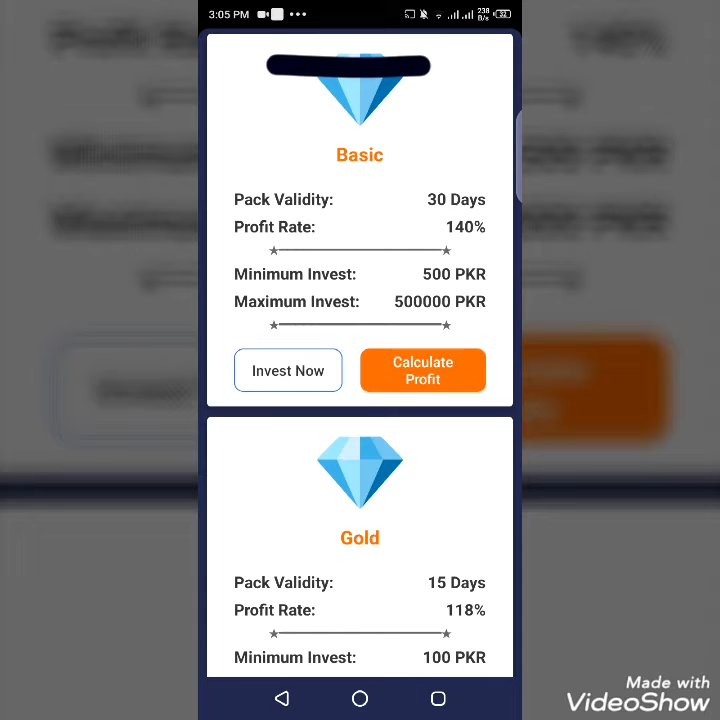 3:05 PM 238 B/s 32
Basic
Pack Validity: 30 Days
Profit Rate: 140%
Minimum Invest: 500 PKR
Maximum Invest: 500000 PKR
Invest Now
Calculate
Profit
Gold
Pack Validity: 15 Days
Profit Rate: 118%
Minimum Invest: 100 PKR
Made with
VideoShow